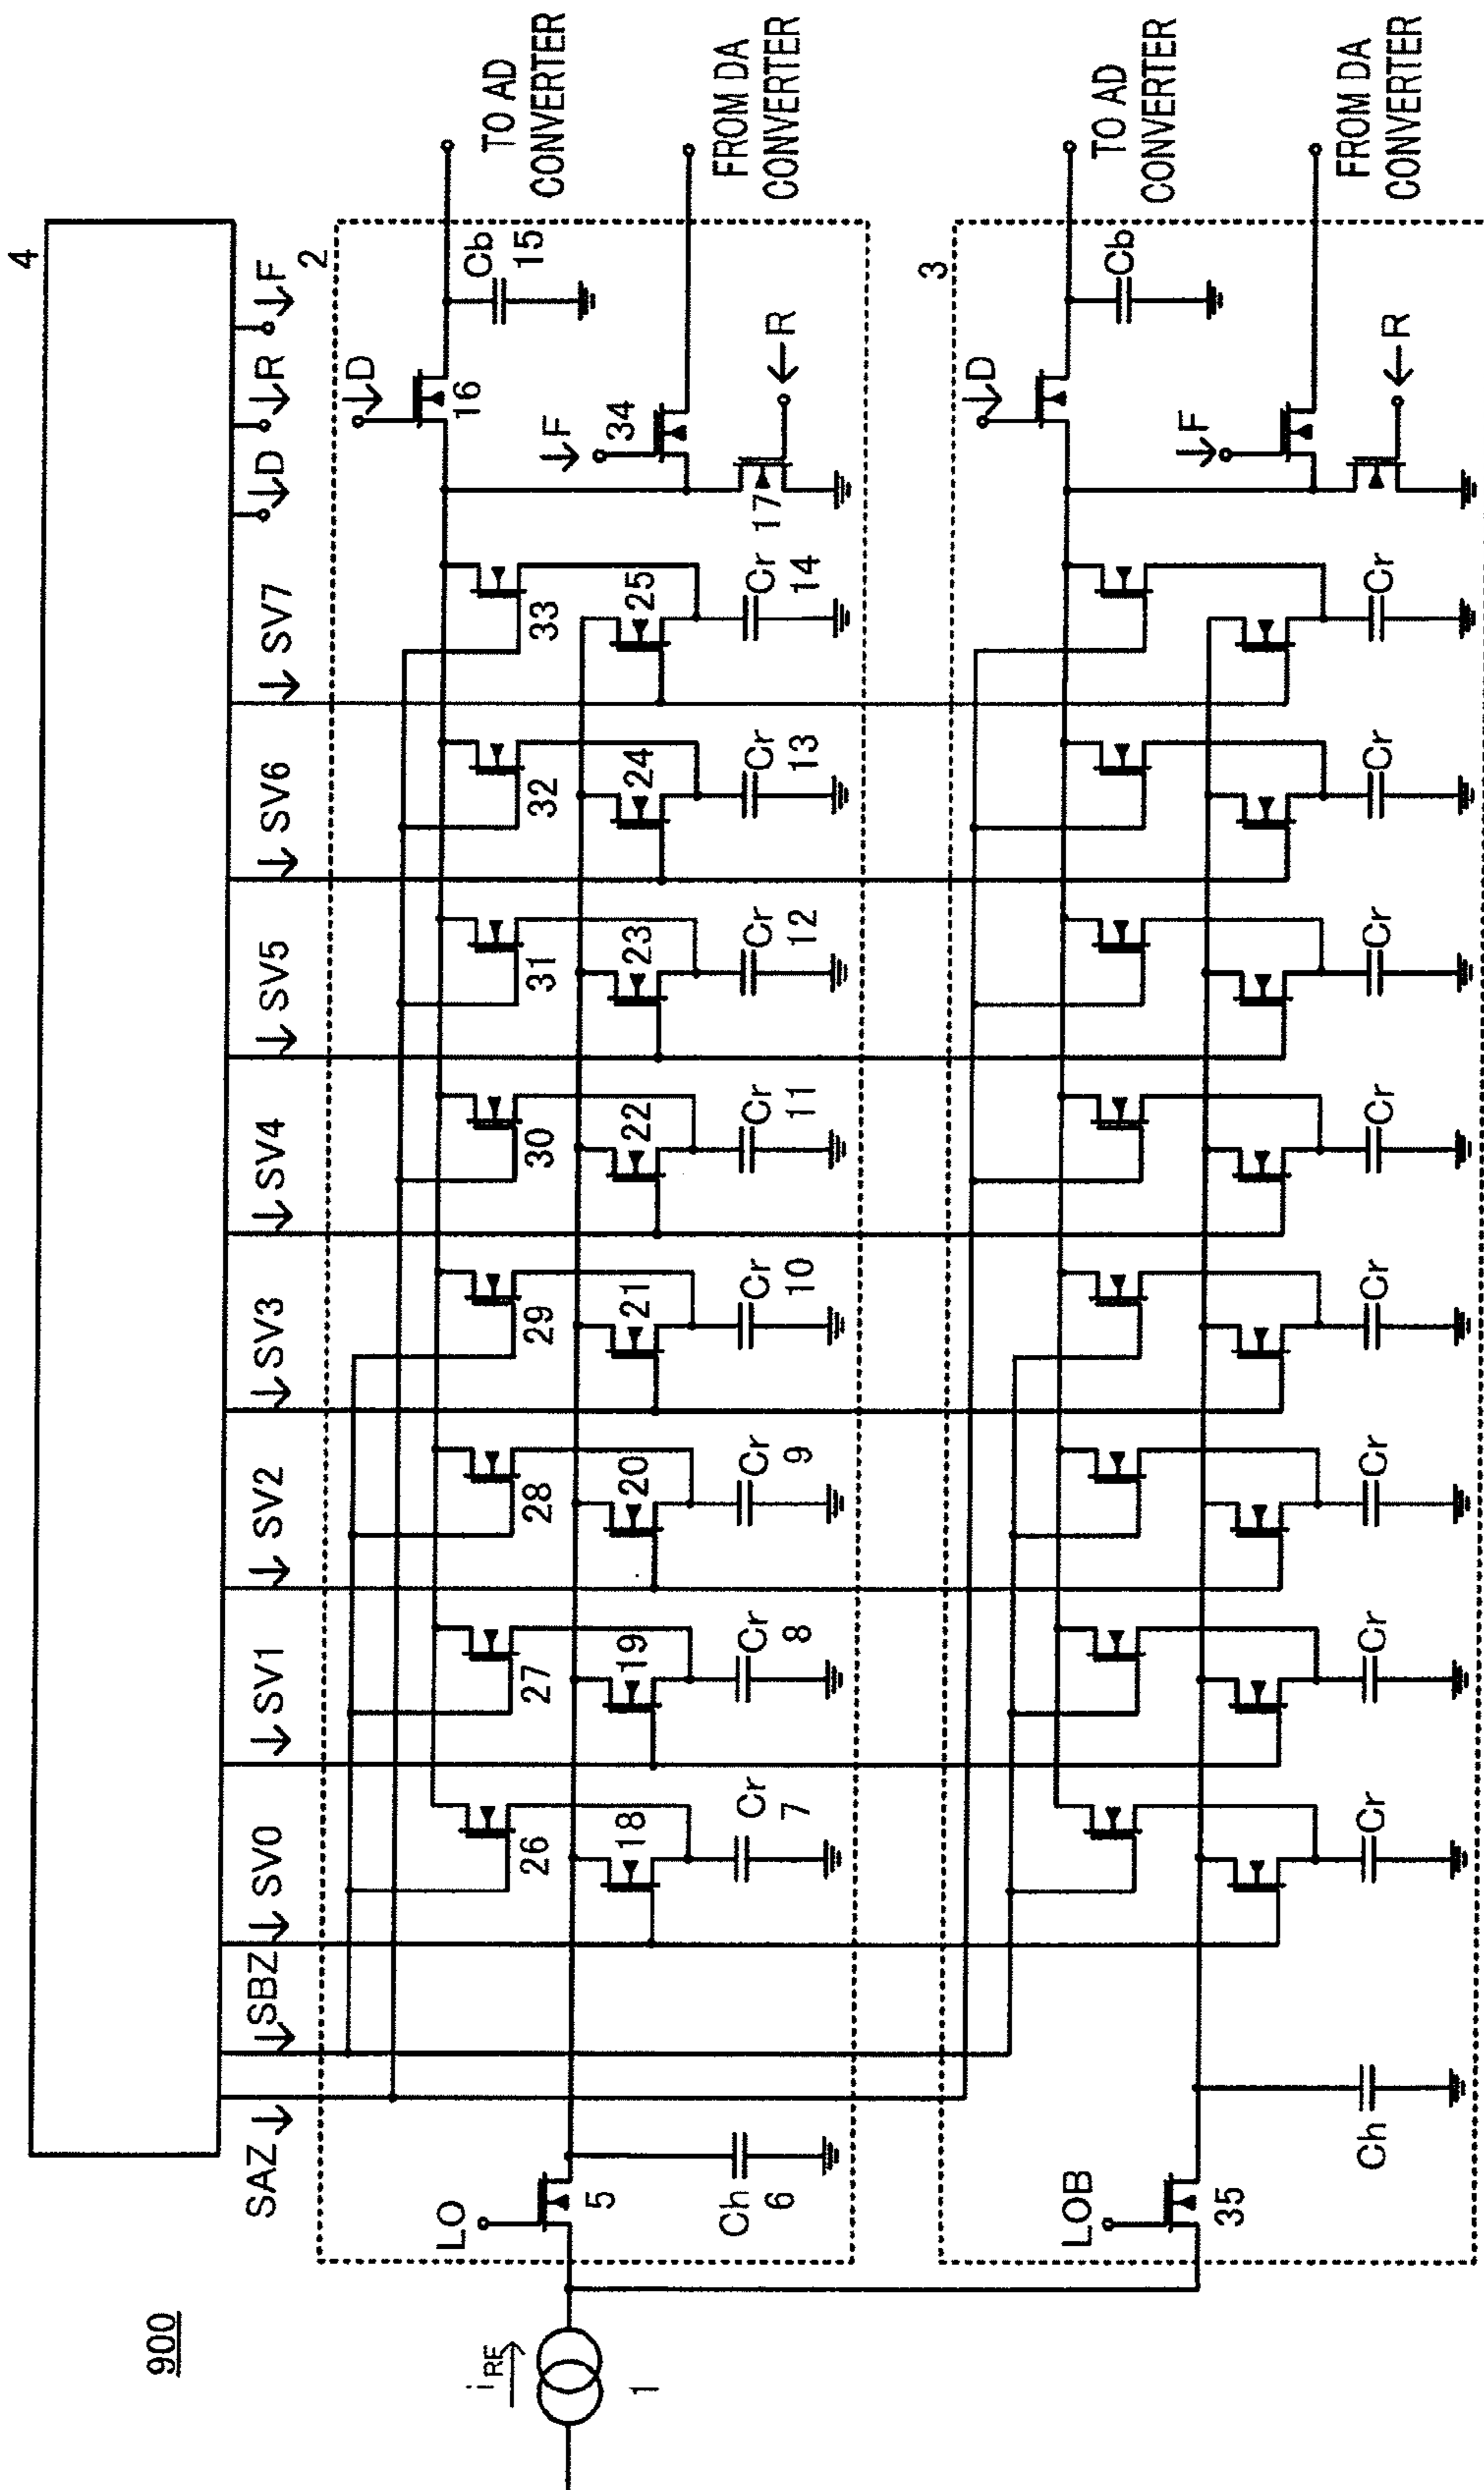 900
4
SAZ
SBZ
SV0
SV1
SV2
SV3
SV4
SV5
SV6
SV7
D
R
F
2
LO
5
Ch
6
26
27
28
29
30
31
32
33
18
19
20
21
22
23
24
25
Cr
7
Cr
8
Cr
9
Cr
10
Cr
11
Cr
12
Cr
13
Cr
14
D
16
Cb
15
F
34
17
R
TO AD
CONVERTER
FROM DA
CONVERTER
iRE
1
3
LOB
35
Ch
Cr
Cr
Cr
Cr
Cr
Cr
Cr
Cr
D
Cb
F
R
TO AD
CONVERTER
FROM DA
CONVERTER